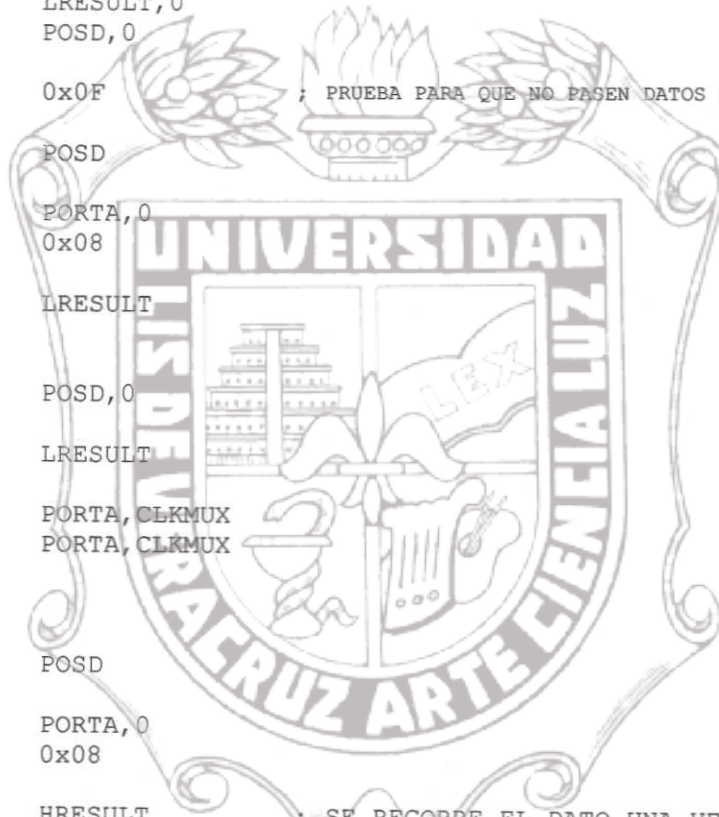 LRESULT,0
POSD,0
0x0F ; PRUEBA PARA QUE NO PASEN DATOS
POSD
PORTA,0
0x08
UNIVERSIDAD
LRESULT
LEX
POSD,0
LRESULT
PORTA,CLKMUX
PORTA,CLKMUX
LIS DE VERACRUZ ARTE CIENCIA LUZ
POSD
PORTA,0
0x08
HRESULT ; SE RECORRE EL DATO UNA